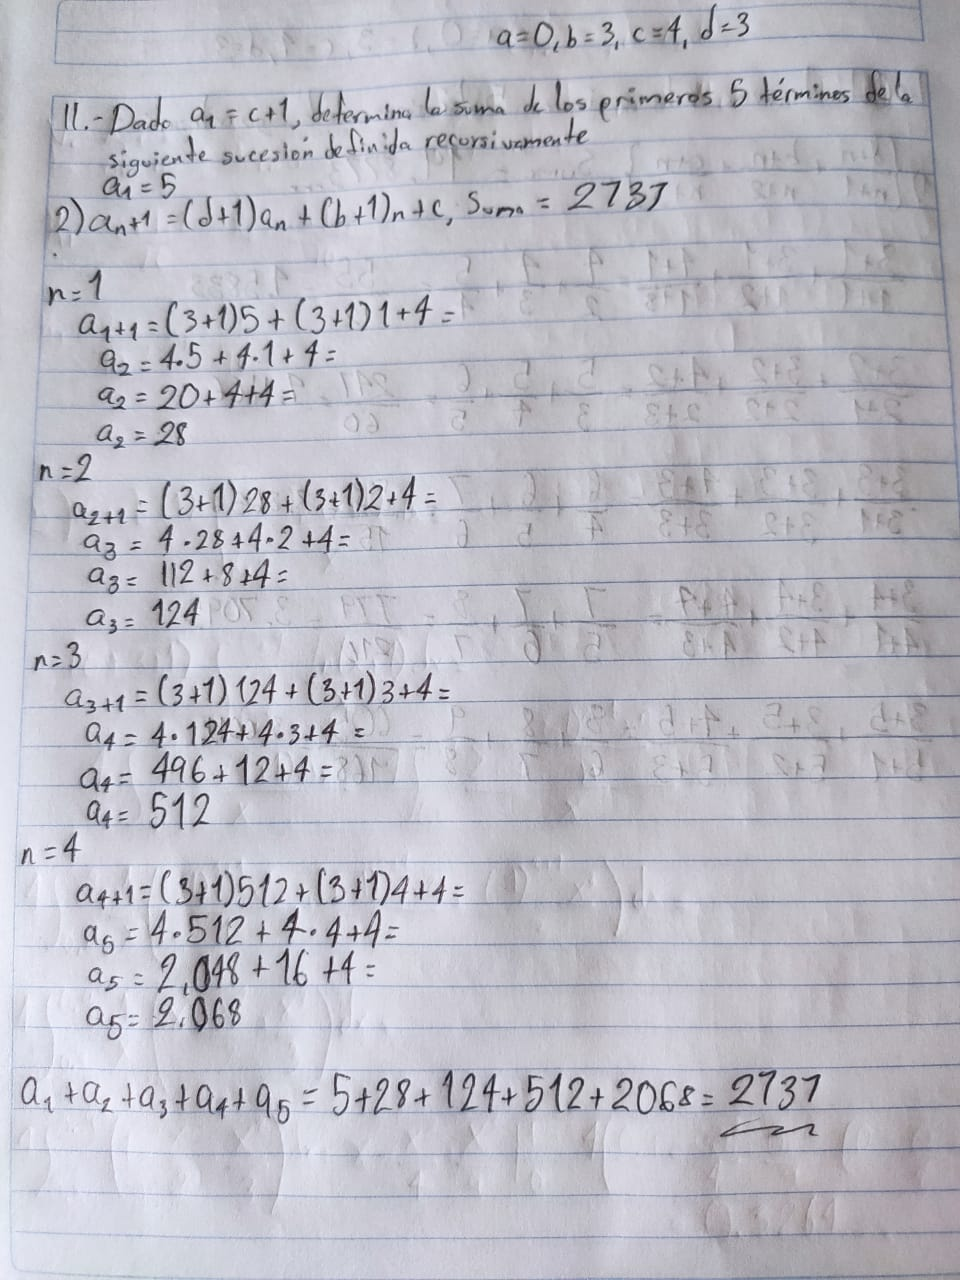 a=0, b=3, c=4, d=3
11.- Dado a₁ = c+1, determina la suma de los primeros 5 términos de la
siguiente sucesión definida recursivamente
a₁ = 5
2) aₙ₊₁ = (d+1)aₙ + (b+1)n + c, Suma = 2737
n=1
a₁₊₁ = (3+1)5 + (3+1)1+4 =
a₂ = 4.5 + 4.1 + 4 =
a₂ = 20+4+4=
a₂ = 28
n=2
a₂₊₁ = (3+1)28 + (3+1)2+4 =
a₃ = 4.28+4.2+4=
a₃ = 112+8+4=
a₃ = 124
n=3
a₃₊₁ = (3+1)124 + (3+1)3+4=
a₄ = 4.124+4.3+4 =
a₄ = 496+12+4=
a₄ = 512
n=4
a₄₊₁=(3+1)512+(3+1)4+4=
a₅ = 4.512 + 4.4+4=
a₅ = 2,048+16+4=
a₅ = 2,068
a₁+a₂+a₃+a₄+a₅ = 5+28+124+512+2068 = 2737